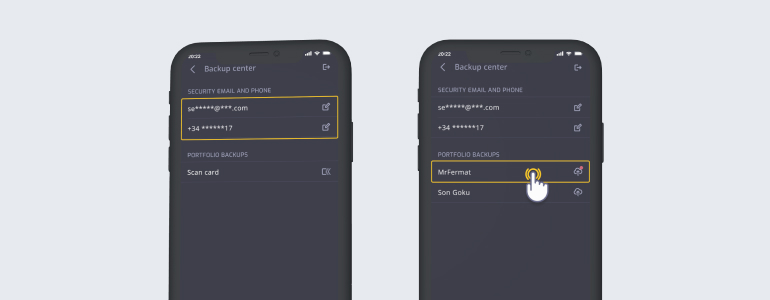 20:22
Backup center
SECURITY EMAIL AND PHONE
se*****@***.com
+34 ******17
PORTFOLIO BACKUPS
Scan card
20:22
Backup center
SECURITY EMAIL AND PHONE
se*****@***.com
+34 ******17
PORTFOLIO BACKUPS
MrFermat
Son Goku